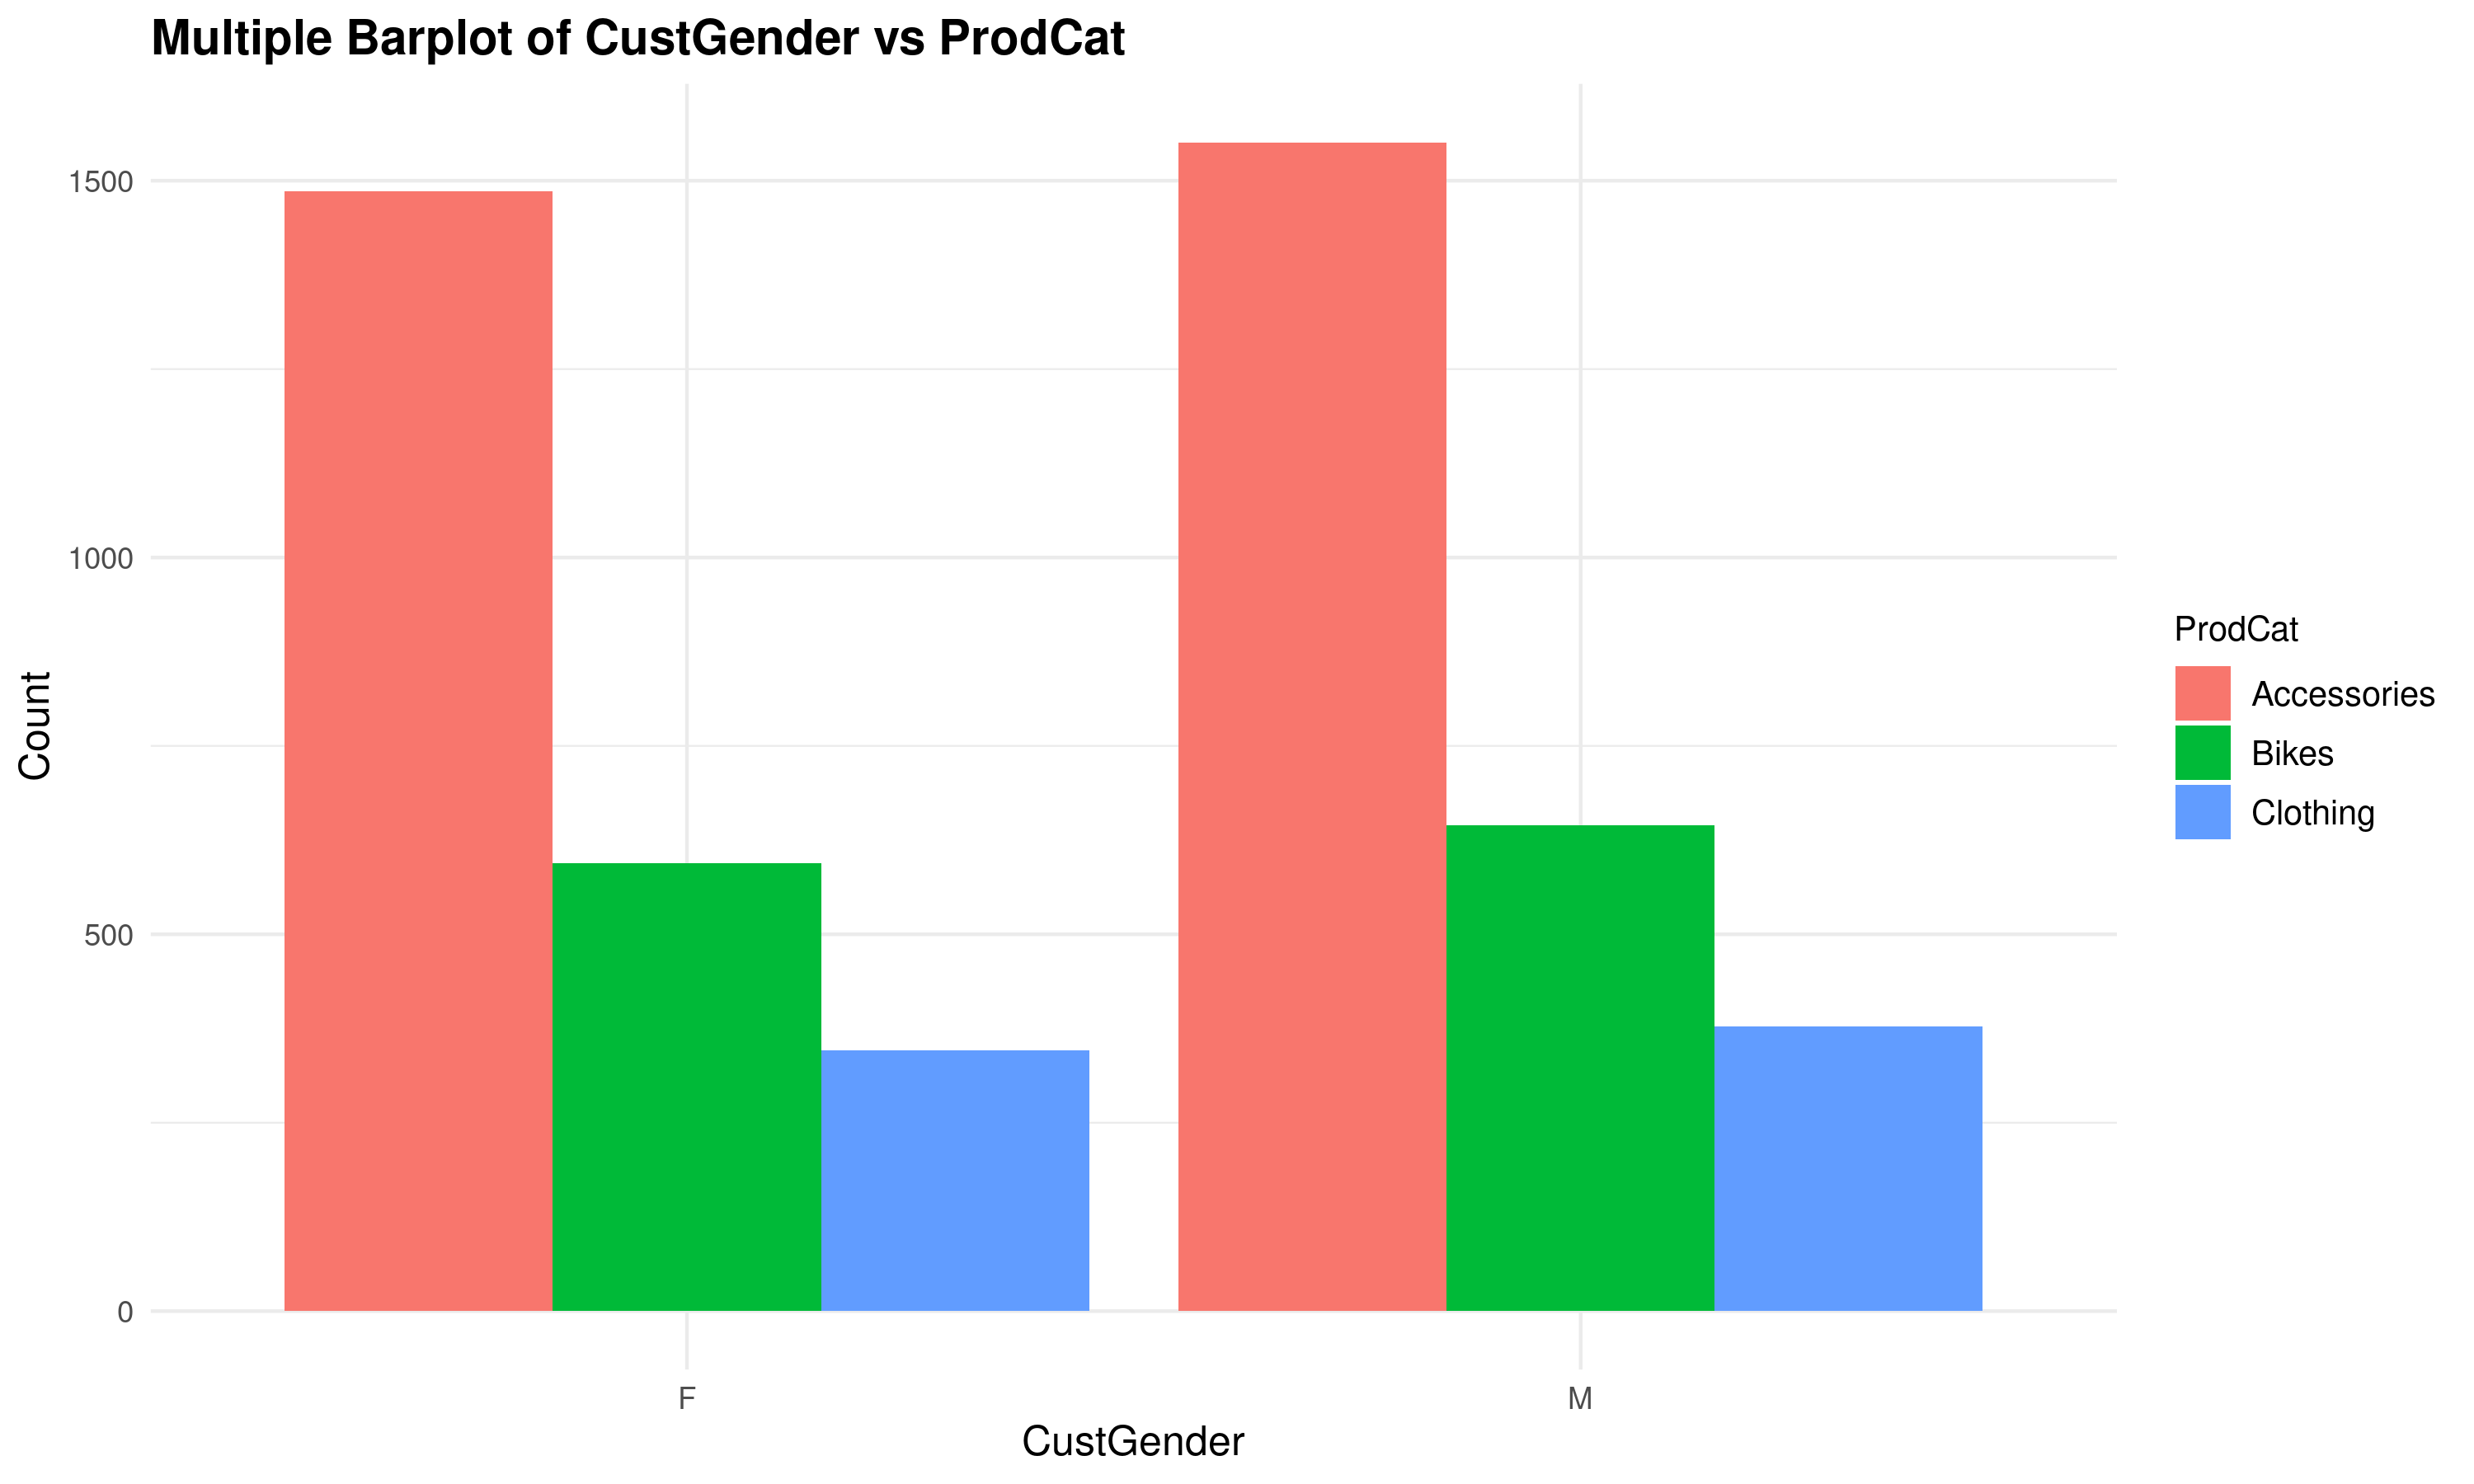 Multiple Barplot of CustGender vs ProdCat
Count
1500
1000
500
0
F
M
CustGender
ProdCat
Accessories
Bikes
Clothing